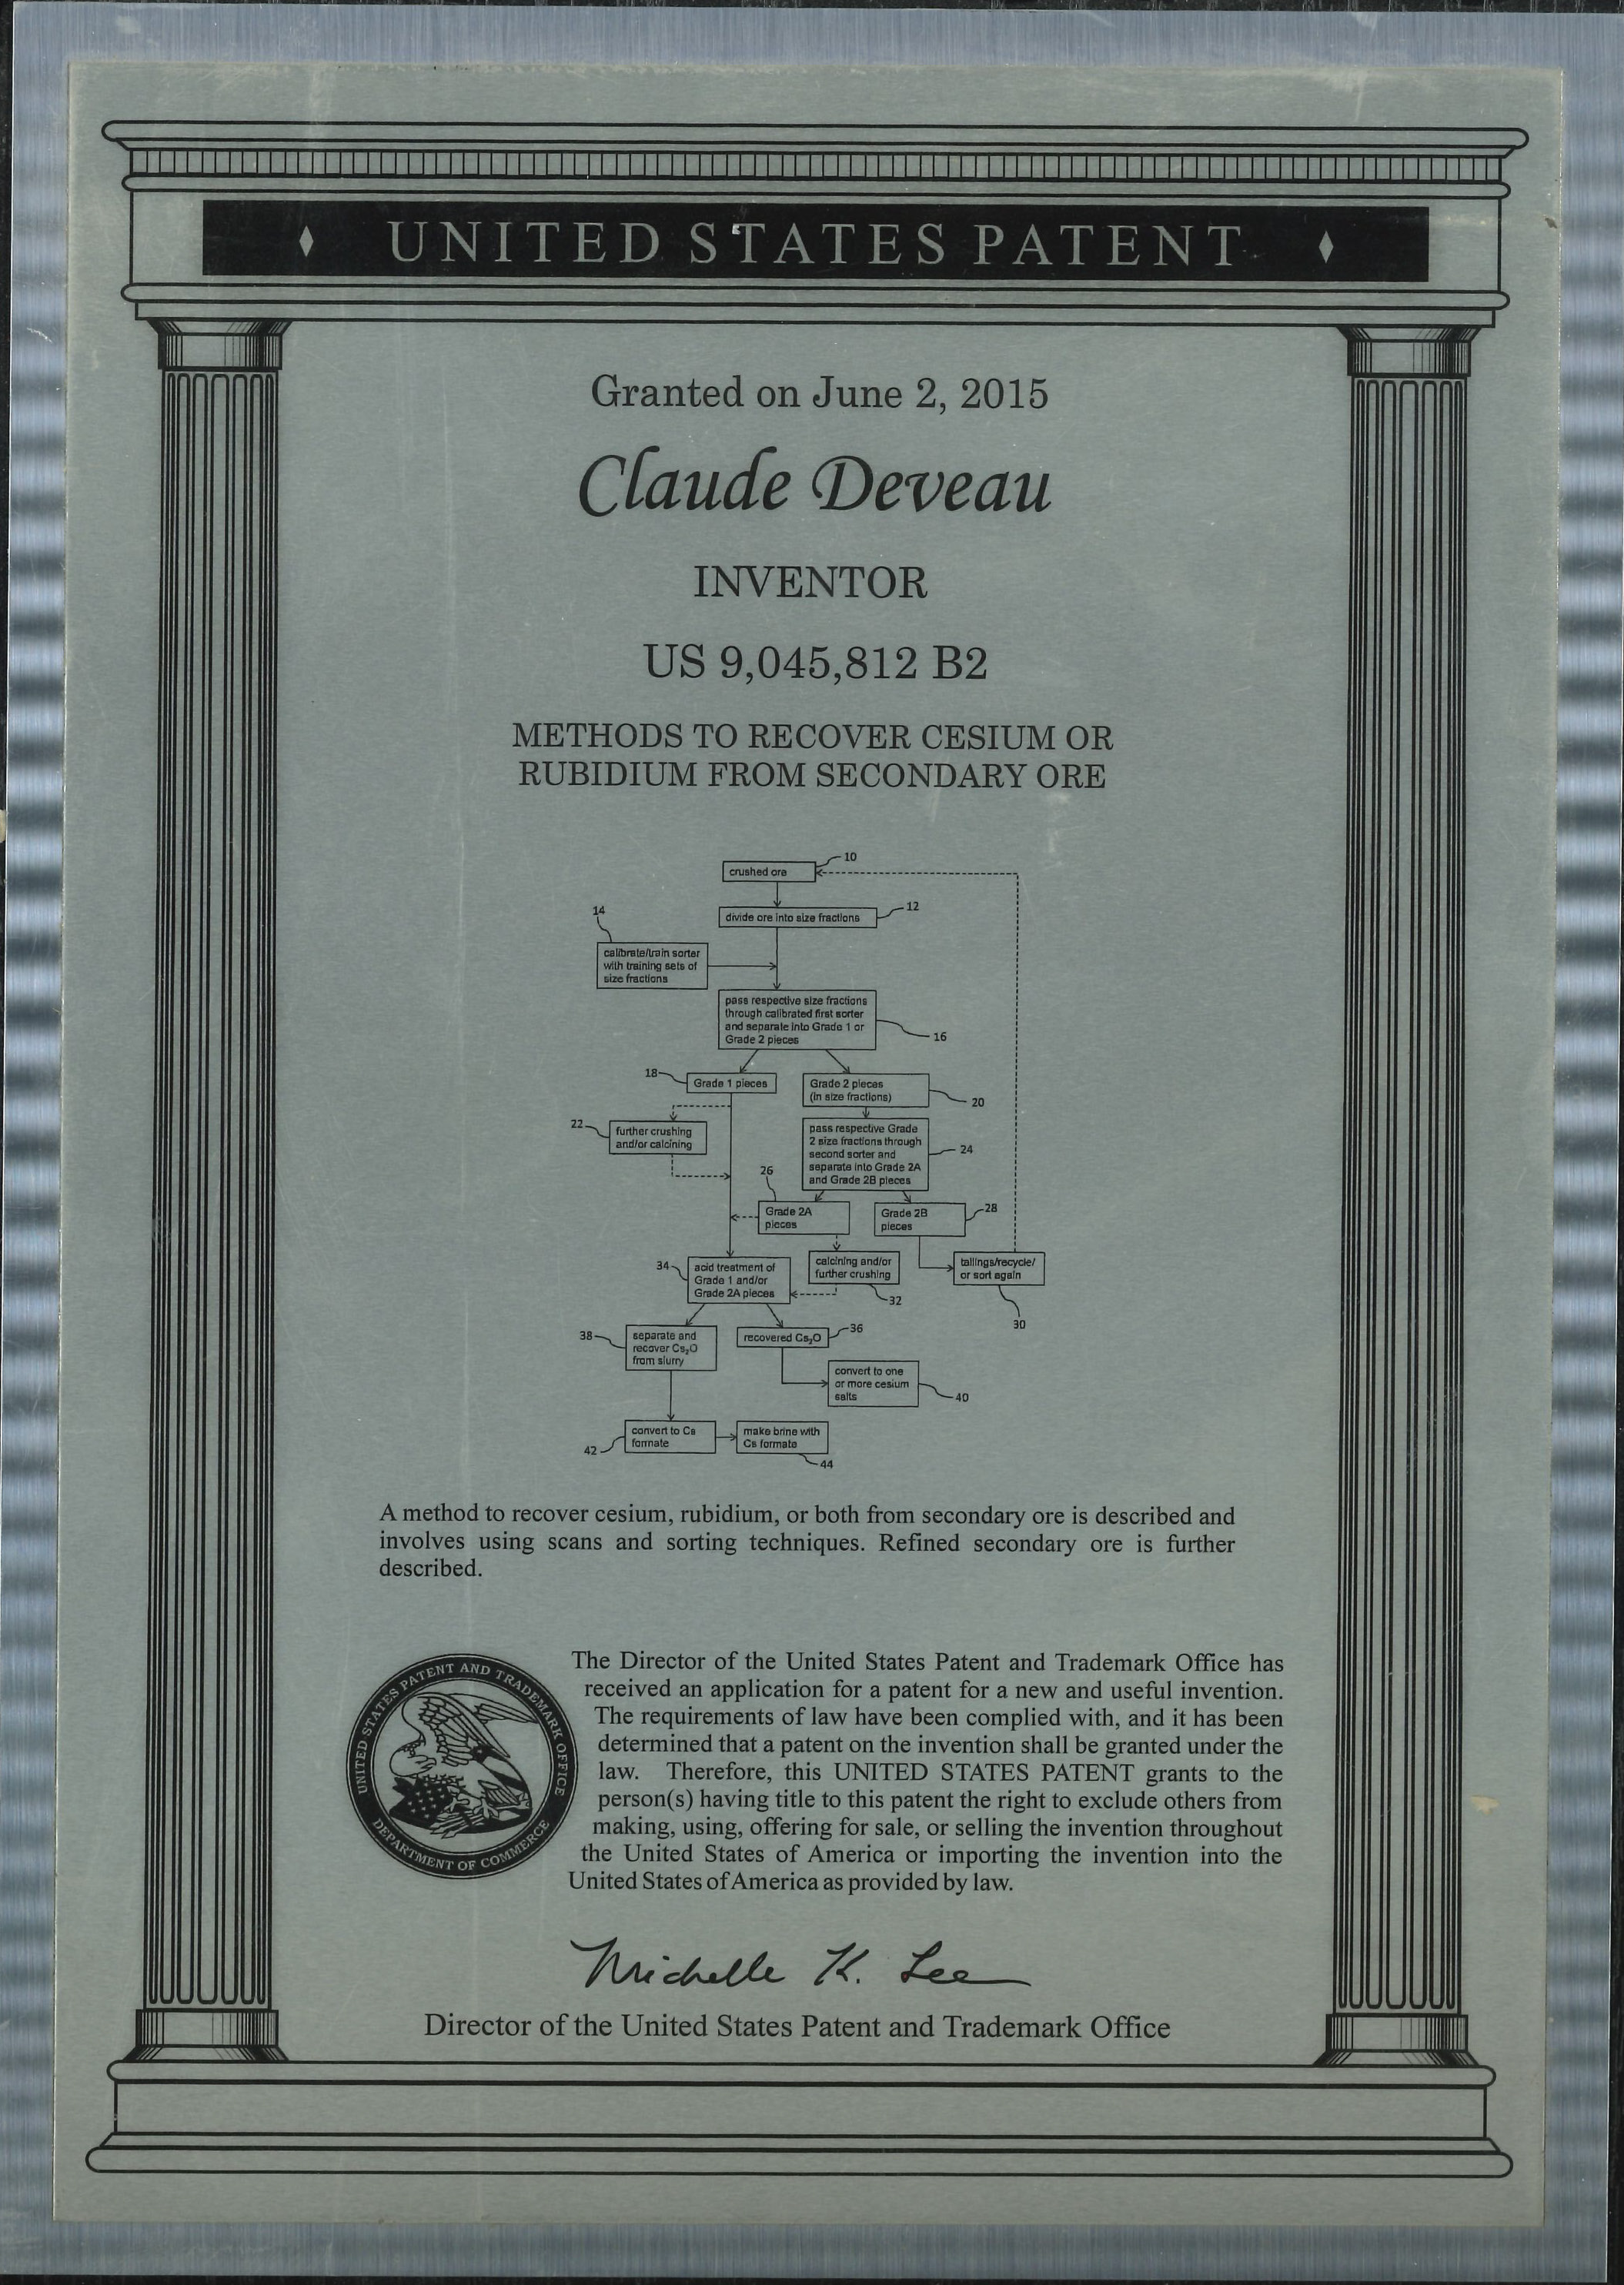 UNITED STATES PATENT
Granted on June 2, 2015
Claude Deveau
INVENTOR
US 9,045,812 B2
METHODS TO RECOVER CESIUM OR
RUBIDIUM FROM SECONDARY ORE
10
crushed ore
12
divide ore into size fractions
14
calibrate/train sorter
with training sets of
size fractions
pass respective size fractions
through calibrated first sorter
and separate into Grade 1 or
Grade 2 pieces
16
18
Grade 1 pieces
Grade 2 pieces
(in size fractions)
20
22
further crushing
and/or calcining
pass respective Grade
2 size fractions through
second sorter and
separate into Grade 2A
and Grade 2B pieces
24
26
Grade 2A
pieces
Grade 2B
pieces
28
34
acid treatment of
Grade 1 and/or
Grade 2A pieces
calcining and/or
further crushing
32
tailings/recycle/
or sort again
30
38
separate and
recover Cs₂O
from slurry
recovered Cs₂O
36
convert to one
or more cesium
salts
40
42
convert to Cs
formate
make brine with
Cs formate
44
A method to recover cesium, rubidium, or both from secondary ore is described and
involves using scans and sorting techniques. Refined secondary ore is further
described.
UNITED STATES PATENT AND TRADEMARK OFFICE
DEPARTMENT OF COMMERCE
The Director of the United States Patent and Trademark Office has
received an application for a patent for a new and useful invention.
The requirements of law have been complied with, and it has been
determined that a patent on the invention shall be granted under the
law. Therefore, this UNITED STATES PATENT grants to the
person(s) having title to this patent the right to exclude others from
making, using, offering for sale, or selling the invention throughout
the United States of America or importing the invention into the
United States of America as provided by law.
Michelle K. Lee
Director of the United States Patent and Trademark Office